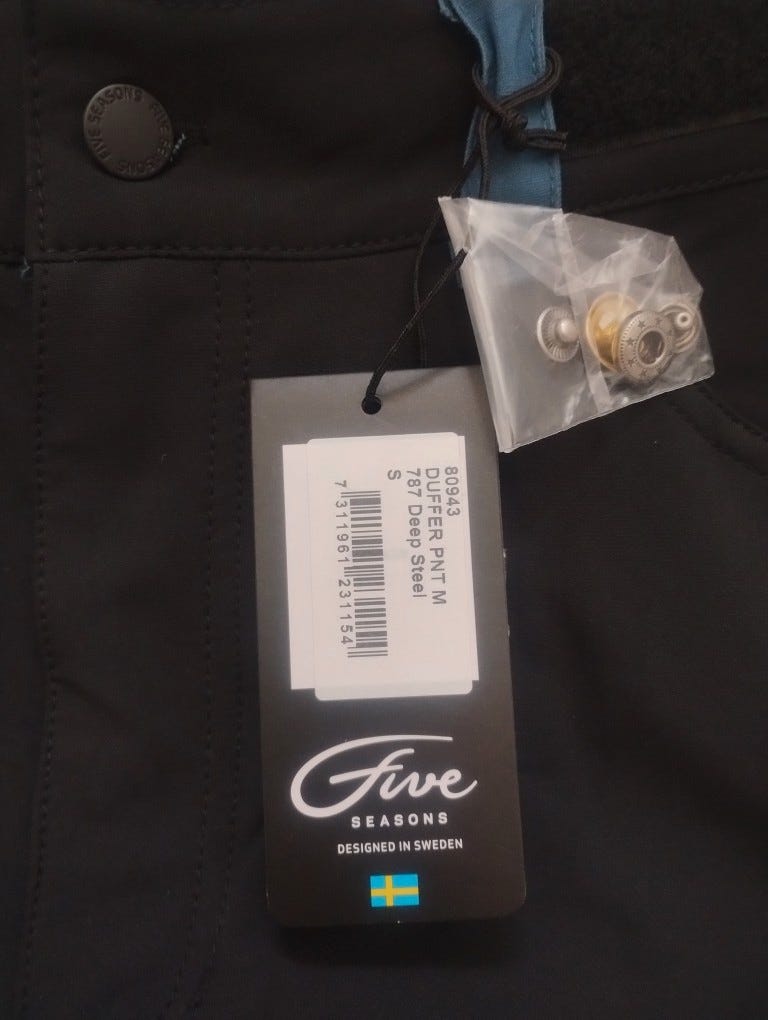 FIVE SEASONS FIVE SEASONS
80943
DUFFER PNT M
787 Deep Steel
S
7 311961 231154
Five
SEASONS
DESIGNED IN SWEDEN